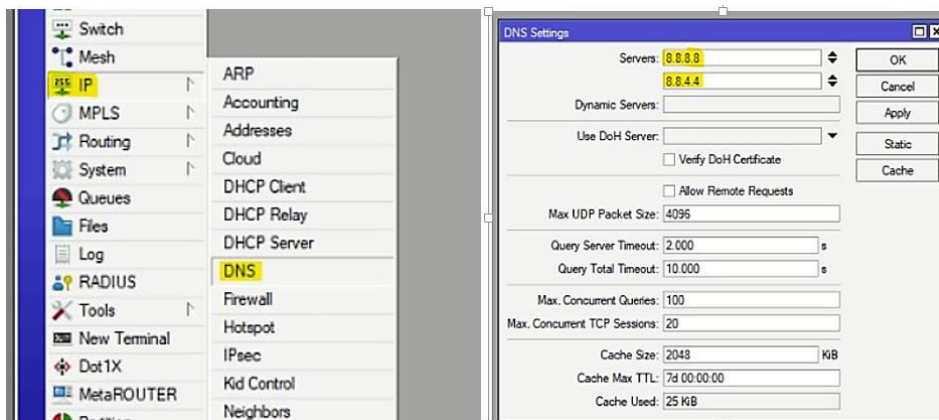 Switch
Mesh
IP
MPLS
Routing
System
Queues
Files
Log
RADIUS
Tools
New Terminal
Dot1X
MetaROUTER
ARP
Accounting
Addresses
Cloud
DHCP Client
DHCP Relay
DHCP Server
DNS
Firewall
Hotspot
IPsec
Kid Control
Neighbors
DNS Settings
Servers: 8.8.8.8
8.8.4.4
Dynamic Servers:
Use DoH Server:
Verify DoH Certificate
Allow Remote Requests
Max UDP Packet Size: 4096
Query Server Timeout: 2.000 s
Query Total Timeout: 10.000 s
Max. Concurrent Queries: 100
Max. Concurrent TCP Sessions: 20
Cache Size: 2048 KiB
Cache Max TTL: 7d 00:00:00
Cache Used: 25 KiB
OK
Cancel
Apply
Static
Cache